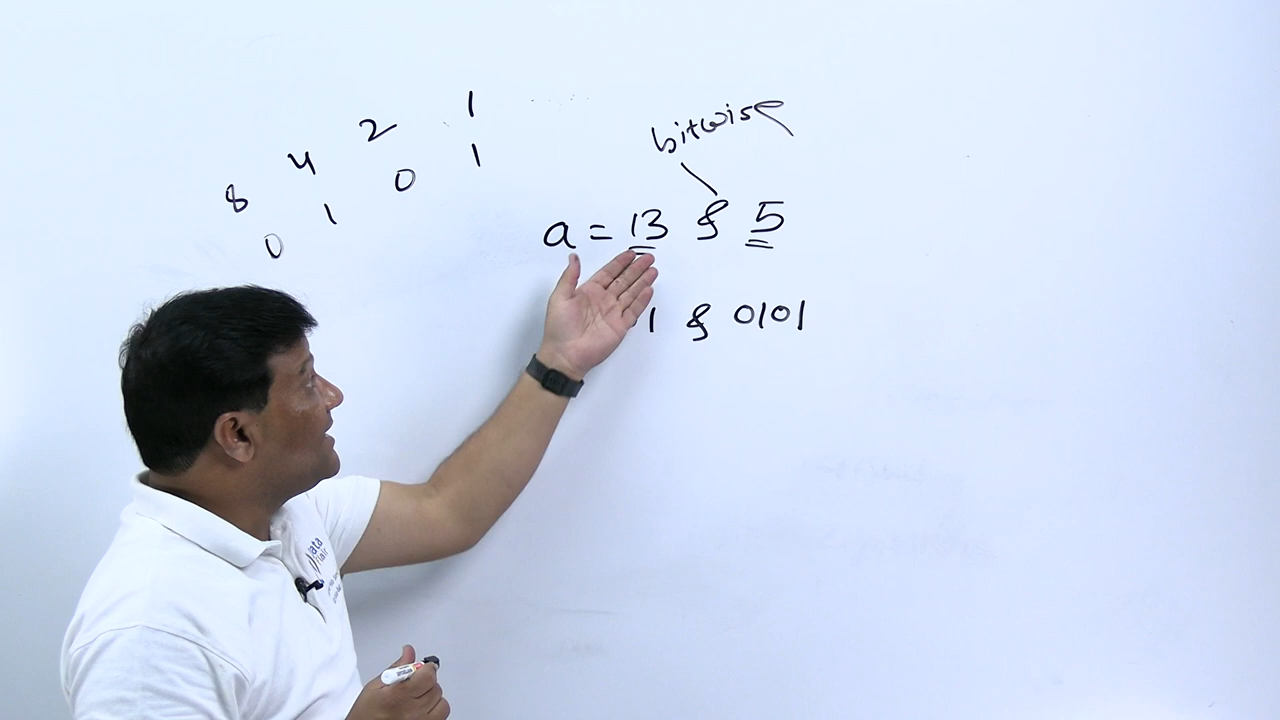 8 4 2 1
0 1 0 1
bitwise
a = 13 & 5
1 & 0101